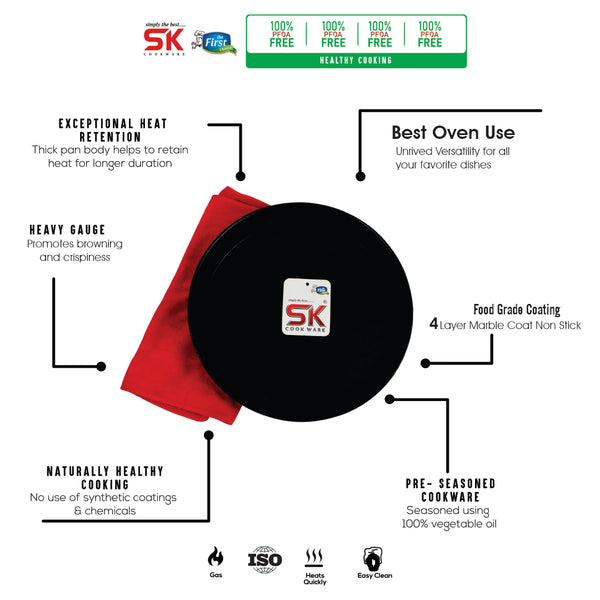 simply the best.....
SK
COOKWARE
the
First
100%
PFOA
FREE
100%
PFOA
FREE
100%
PFOA
FREE
100%
PFOA
FREE
HEALTHY COOKING
EXCEPTIONAL HEAT
RETENTION
Thick pan body helps to retain
heat for longer duration
Best Oven Use
Unrived Versatility for all
your favorite dishes
HEAVY GAUGE
Promotes browning
and crispiness
simply the best.....
the
First
SK
®
COOK WARE
Food Grade Coating
4 Layer Marble Coat Non Stick
NATURALLY HEALTHY
COOKING
No use of synthetic coatings
& chemicals
PRE- SEASONED
COOKWARE
Seasoned using
100% vegetable oil
Gas
ISO
Heats
Quickly
Easy Clean